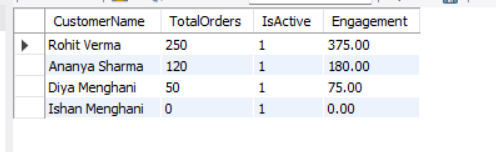 CustomerName TotalOrders IsActive Engagement
Rohit Verma 250 1 375.00
Ananya Sharma 120 1 180.00
Diya Menghani 50 1 75.00
Ishan Menghani 0 1 0.00